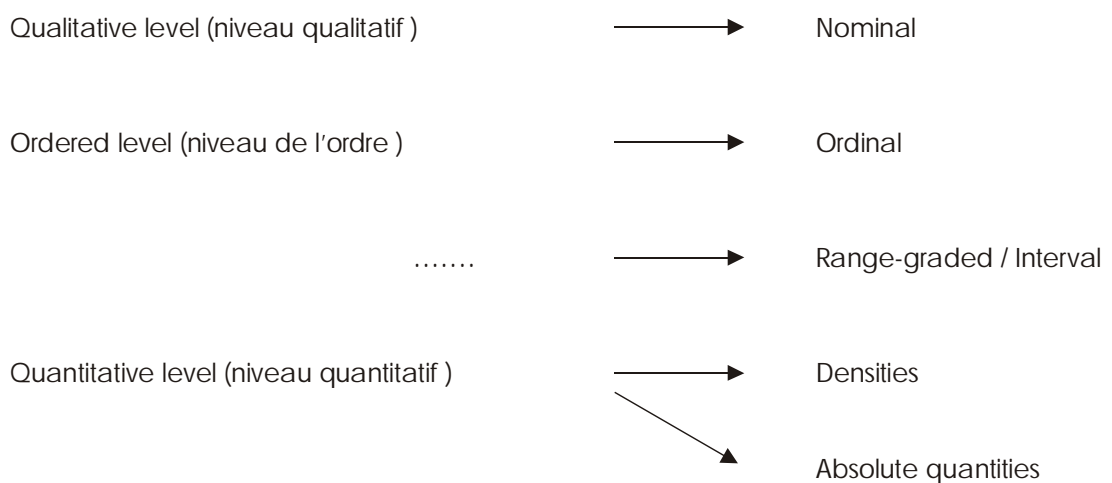 Qualitative level (niveau qualitatif ) Nominal
Ordered level (niveau de l'ordre ) Ordinal
....... Range-graded / Interval
Quantitative level (niveau quantitatif ) Densities
Absolute quantities